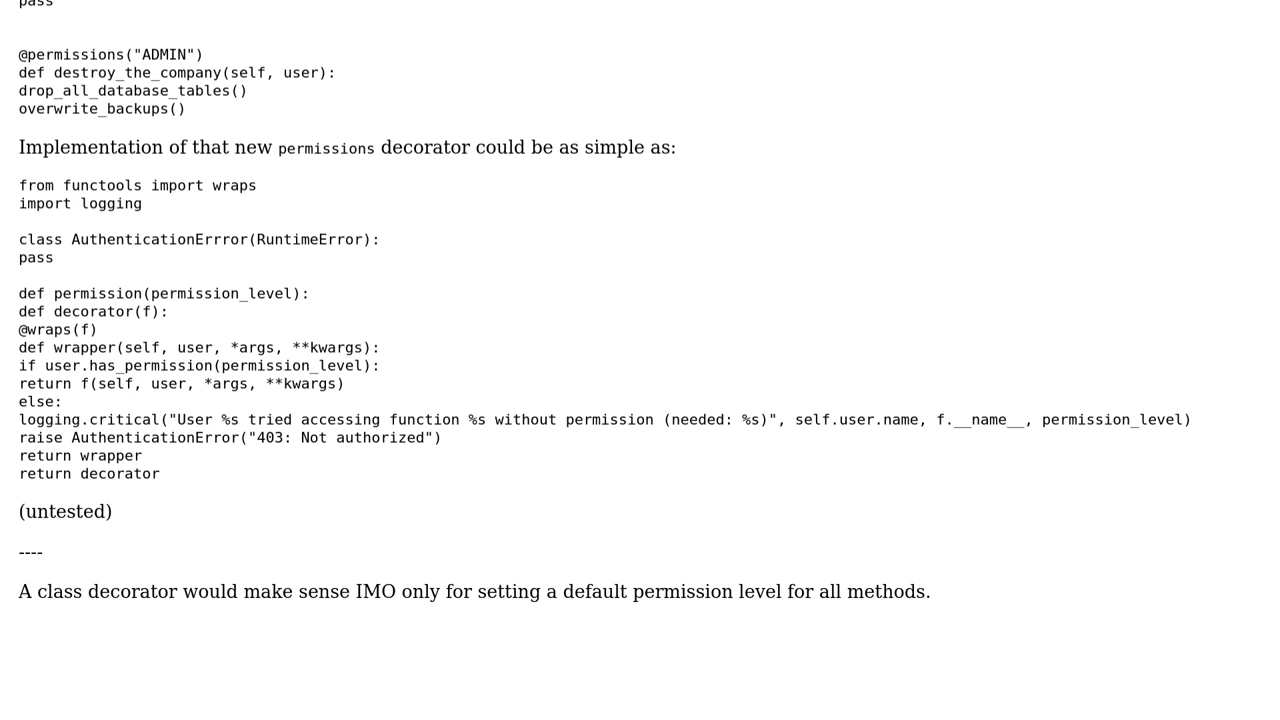 pass
@permissions("ADMIN")
def destroy_the_company(self, user):
drop_all_database_tables()
overwrite_backups()
Implementation of that new permissions decorator could be as simple as:
from functools import wraps
import logging
class AuthenticationErrror(RuntimeError):
pass
def permission(permission_level):
def decorator(f):
@wraps(f)
def wrapper(self, user, *args, **kwargs):
if user.has_permission(permission_level):
return f(self, user, *args, **kwargs)
else:
logging.critical("User %s tried accessing function %s without permission (needed: %s)", self.user.name, f.__name__, permission_level)
raise AuthenticationError("403: Not authorized")
return wrapper
return decorator
(untested)
----
A class decorator would make sense IMO only for setting a default permission level for all methods.